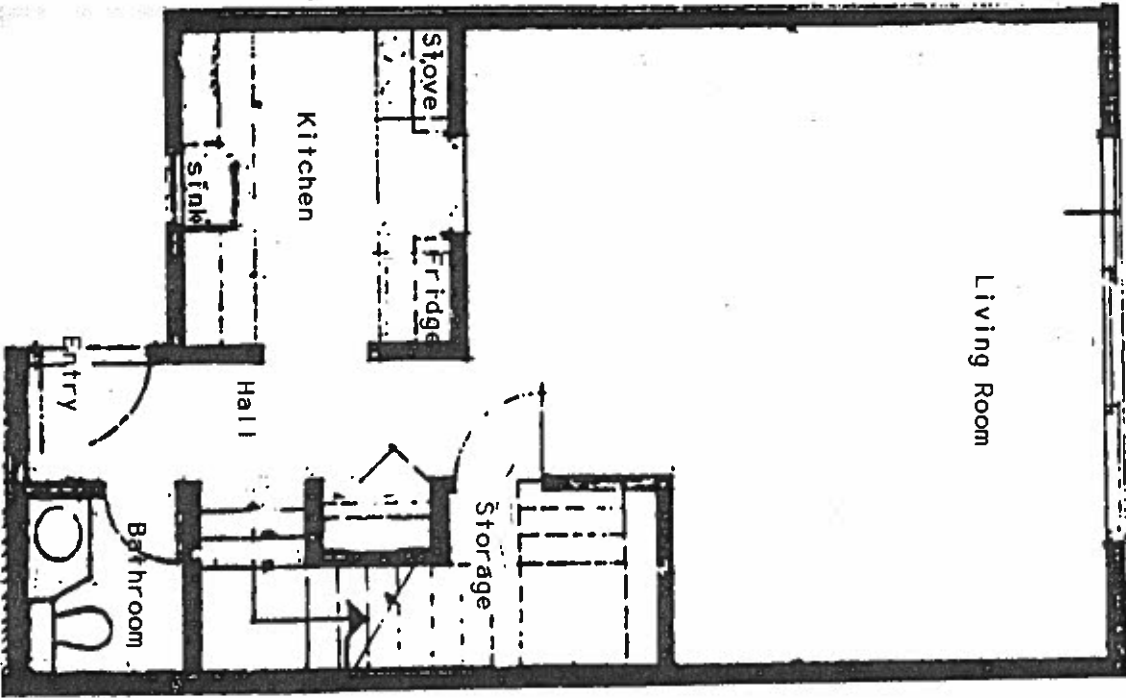 Stove
Kitchen
sink
Fridge
Living Room
Entry
Hall
Storage
Bathroom